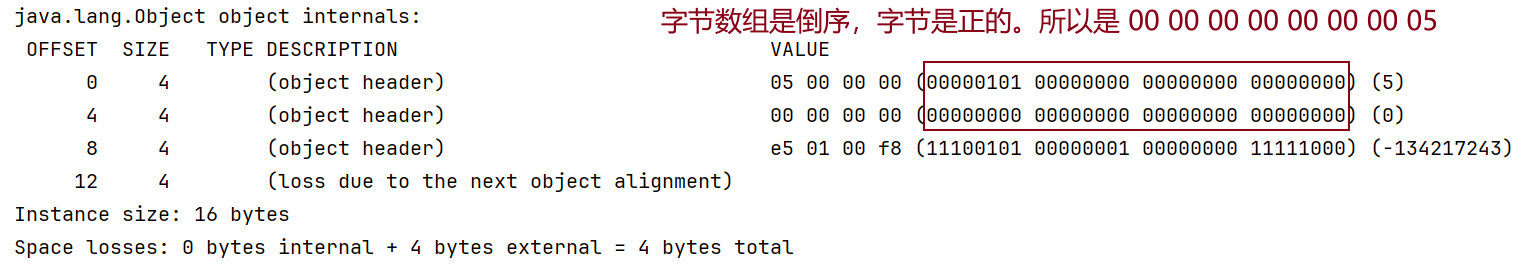 java.lang.Object object internals:
字节数组是倒序，字节是正的。所以是 00 00 00 00 00 00 00 05
OFFSET SIZE TYPE DESCRIPTION VALUE
0 4 (object header) 05 00 00 00 (00000101 00000000 00000000 00000000) (5)
4 4 (object header) 00 00 00 00 (00000000 00000000 00000000 00000000) (0)
8 4 (object header) e5 01 00 f8 (11100101 00000001 00000000 11111000) (-134217243)
12 4 (loss due to the next object alignment)
Instance size: 16 bytes
Space losses: 0 bytes internal + 4 bytes external = 4 bytes total